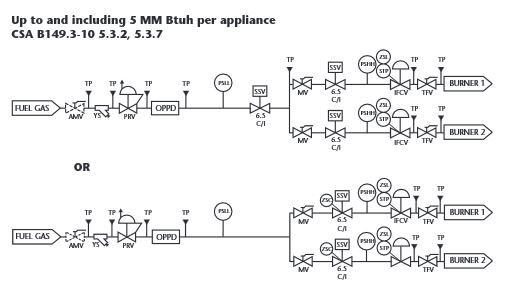 Up to and including 5 MM Btuh per appliance
CSA B149.3-10 5.3.2, 5.3.7
TP TP TP TP PSLL SSV TP SSV PSHH ZSL STP TP TP
FUEL GAS AMV YS PRV OPPD 6.5 C/I MV 6.5 C/I IFCV TFV BURNER 1
SSV PSHH ZSL STP TP TP
MV 6.5 C/I IFCV TFV BURNER 2
OR
TP TP TP TP PSLL ZSC SSV PSHH ZSL STP TP TP
FUEL GAS AMV YS PRV OPPD MV 6.5 C/I IFCV TFV BURNER 1
ZSC SSV PSHH ZSL STP TP TP
MV 6.5 C/I TFV BURNER 2